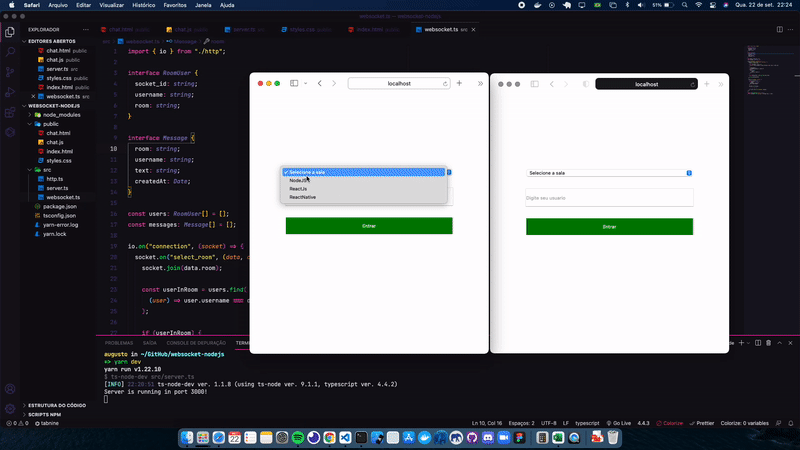 Safari Arquivo Editar Visualizar Histórico Favoritos Janela Ajuda
51% Qua. 22 de set. 22:24
websocket.ts — websocket-nodejs
EXPLORADOR
chat.html public
chat.js public
server.ts src
styles.css public
index.html public
websocket.ts src
EDITORES ABERTOS
chat.html public
chat.js public
server.ts src
styles.css public
index.html public
websocket.ts src
WEBSOCKET-NODEJS
node_modules
public
chat.html
chat.js
index.html
styles.css
src
http.ts
server.ts
websocket.ts
tsconfig.json
yarn-error.log
yarn.lock
ESTRUTURA DO CÓDIGO
SCRIPTS NPM
import { io } from "./http";
interface RoomUser {
socket_id: string;
username: string;
room: string;
}
interface Message {
10 room: string;
username: string;
text: string;
createdAt: Date;
}
const users: RoomUser[] = [];
const messages: Message[] = [];
io.on("connection", (socket) => {
socket.on("select_room", (data,
socket.join(data.room);
const userInRoom = users.find(
(user) => user.username ===
);
if (userInRoom) {
localhost
Selecione a sala
NodeJS
ReactJs
ReactNative
Entrar
localhost
Selecione a sala
Digite seu usuario
Entrar
PROBLEMAS SAÍDA CONSOLE DE DEPURAÇÃO
augusto in ~/GitHub/websocket-nodejs
yarn dev
yarn run v1.22.10
$ ts-node-dev src/server.ts
[INFO] 22:20:51 ts-node-dev ver. 1.1.8 (using ts-node ver. 9.1.1, typescript ver. 4.4.2)
Server is running in port 3000!
0 0 tabnine
Ln 10, Col 16 Espaços: 2 UTF-8 LF typescript Go Live 4.4.3 Colorize Prettier Colorize: 0 variables